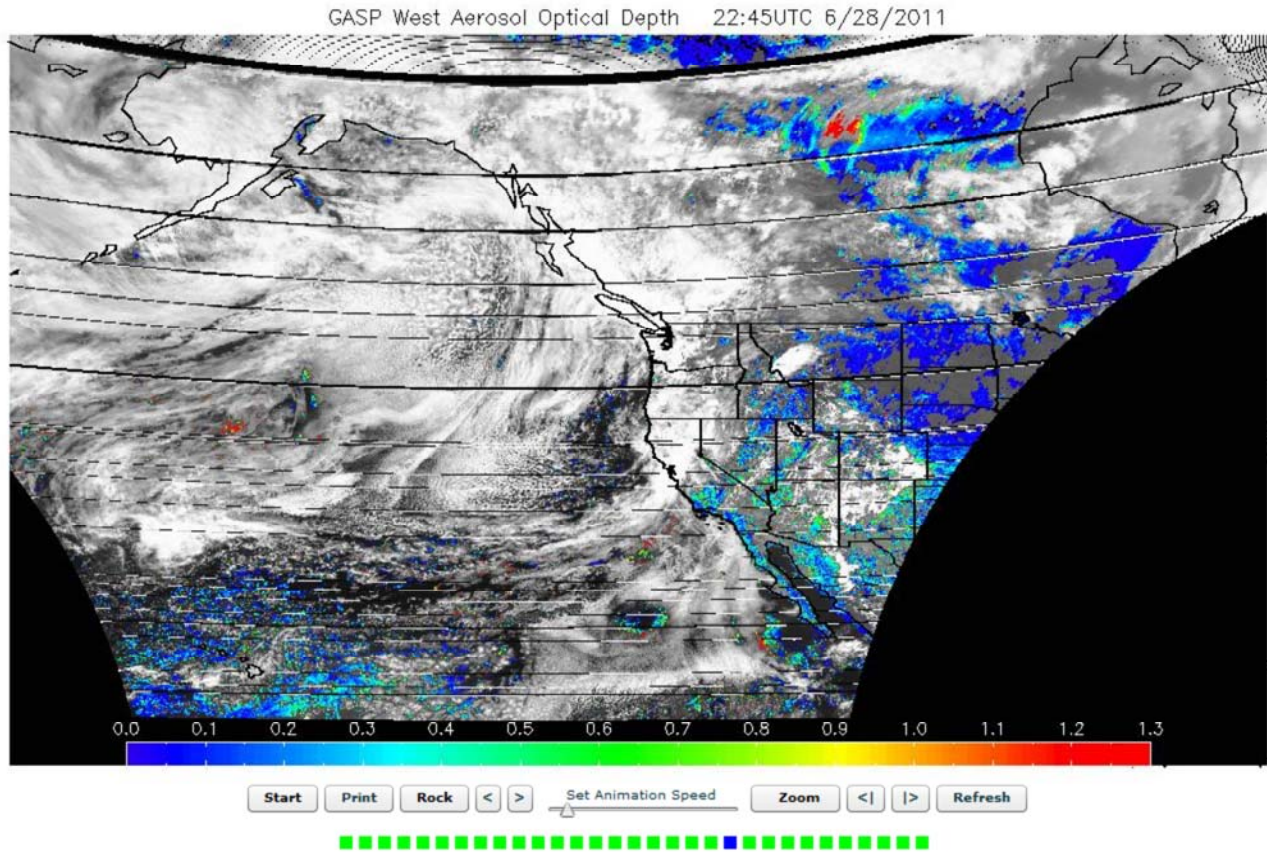 GASP West Aerosol Optical Depth 22:45UTC 6/28/2011
0.0 0.1 0.2 0.3 0.4 0.5 0.6 0.7 0.8 0.9 1.0 1.1 1.2 1.3
Start Print Rock < > Set Animation Speed Zoom <| |> Refresh